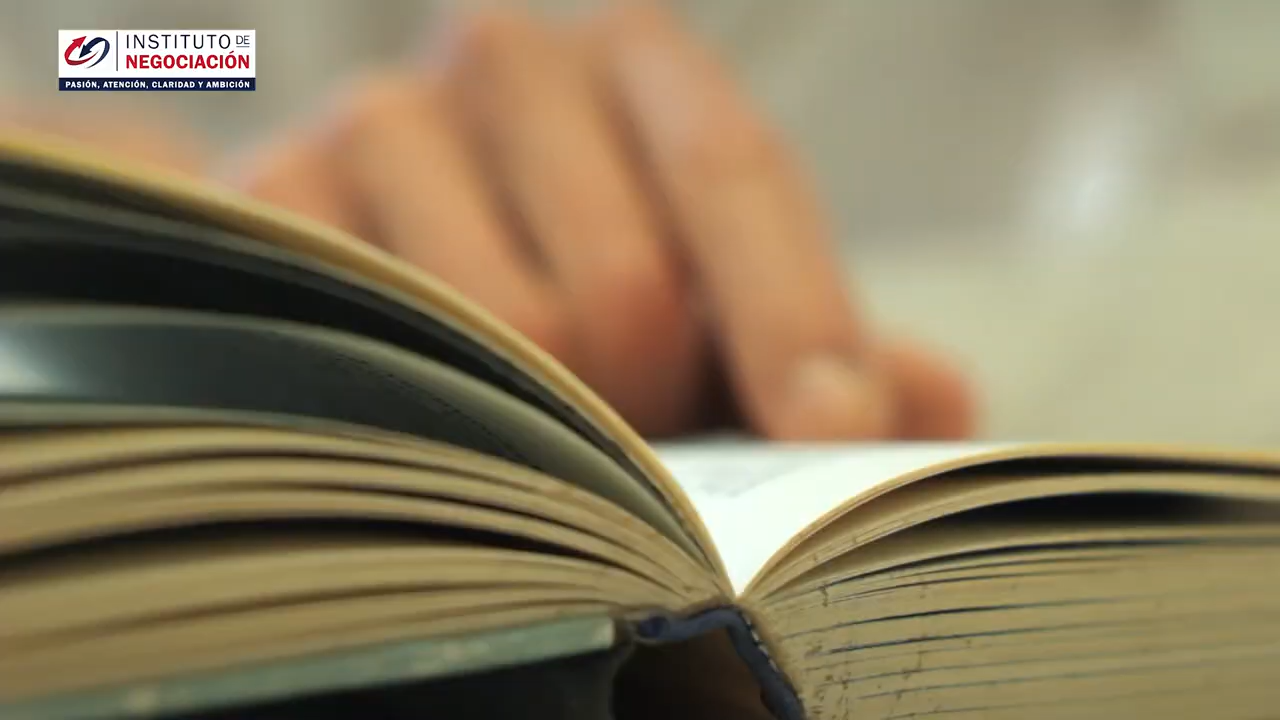 INSTITUTO DE
NEGOCIACIÓN
PASIÓN, ATENCIÓN, CLARIDAD Y AMBICIÓN